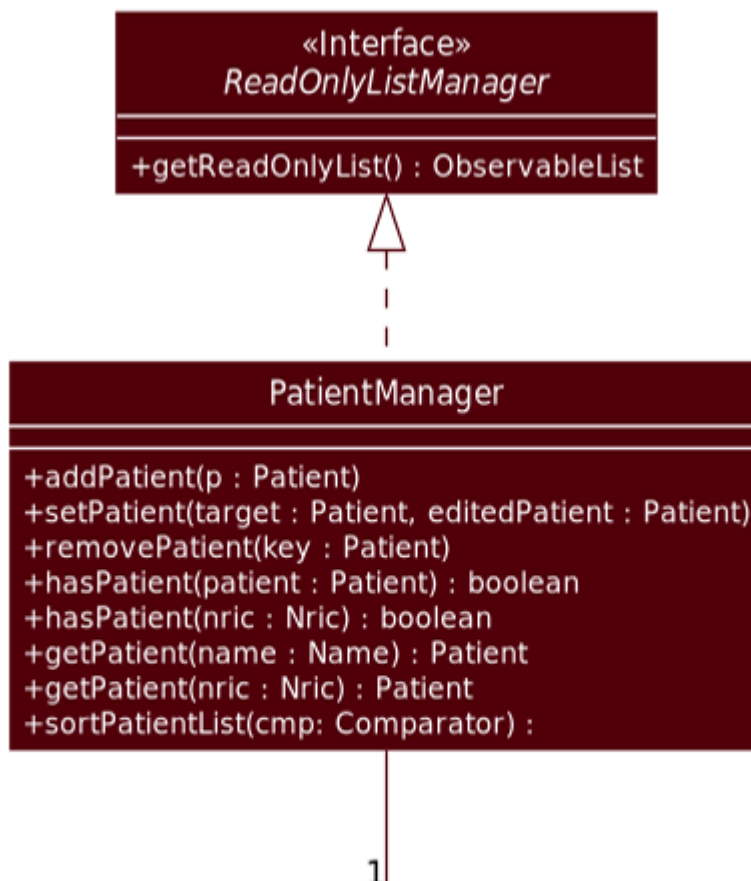 «Interface»
ReadOnlyListManager
+getReadOnlyList() : ObservableList
PatientManager
+addPatient(p : Patient)
+setPatient(target : Patient, editedPatient : Patient)
+removePatient(key : Patient)
+hasPatient(patient : Patient) : boolean
+hasPatient(nric : Nric) : boolean
+getPatient(name : Name) : Patient
+getPatient(nric : Nric) : Patient
+sortPatientList(cmp: Comparator) :
1